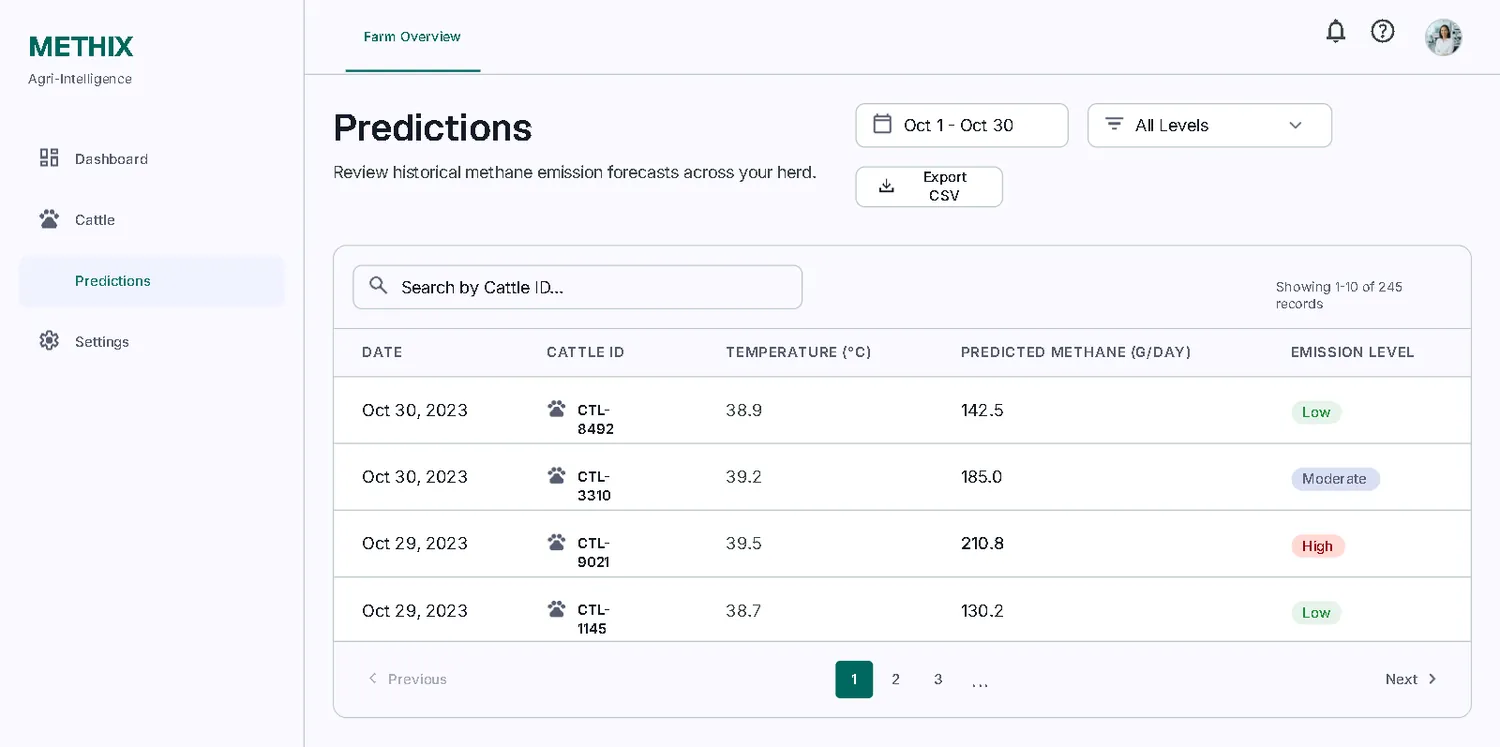 METHIX
Agri-Intelligence
Dashboard
Cattle
Predictions
Settings
Farm Overview
Predictions
Review historical methane emission forecasts across your herd.
Oct 1 - Oct 30
All Levels
Export
CSV
Search by Cattle ID...
Showing 1-10 of 245
records
DATE CATTLE ID TEMPERATURE (°C) PREDICTED METHANE (G/DAY) EMISSION LEVEL
Oct 30, 2023 CTL- 38.9 142.5 Low
8492
Oct 30, 2023 CTL- 39.2 185.0 Moderate
3310
Oct 29, 2023 CTL- 39.5 210.8 High
9021
Oct 29, 2023 CTL- 38.7 130.2 Low
1145
Previous 1 2 3 ... Next